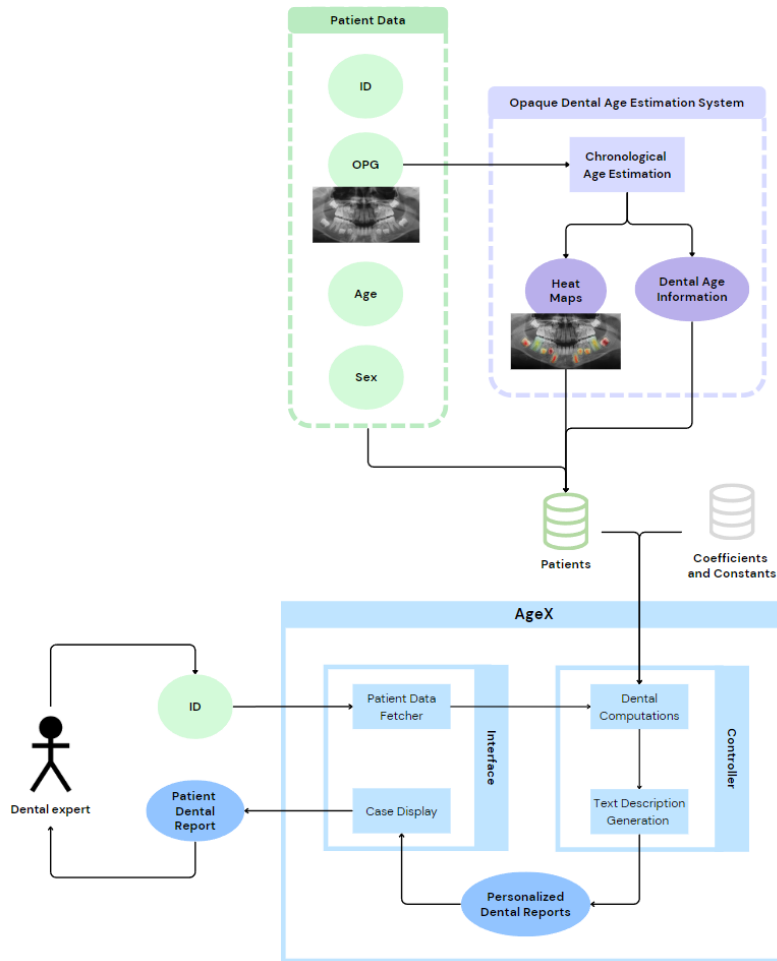 Patient Data
ID
OPG
Age
Sex
Opaque Dental Age Estimation System
Chronological
Age Estimation
Heat
Maps
Dental Age
Information
Patients
Coefficients
and Constants
AgeX
ID
Patient Data
Fetcher
Interface
Dental
Computations
Controller
Dental expert
Patient
Dental
Report
Case Display
Text Description
Generation
Personalized
Dental Reports